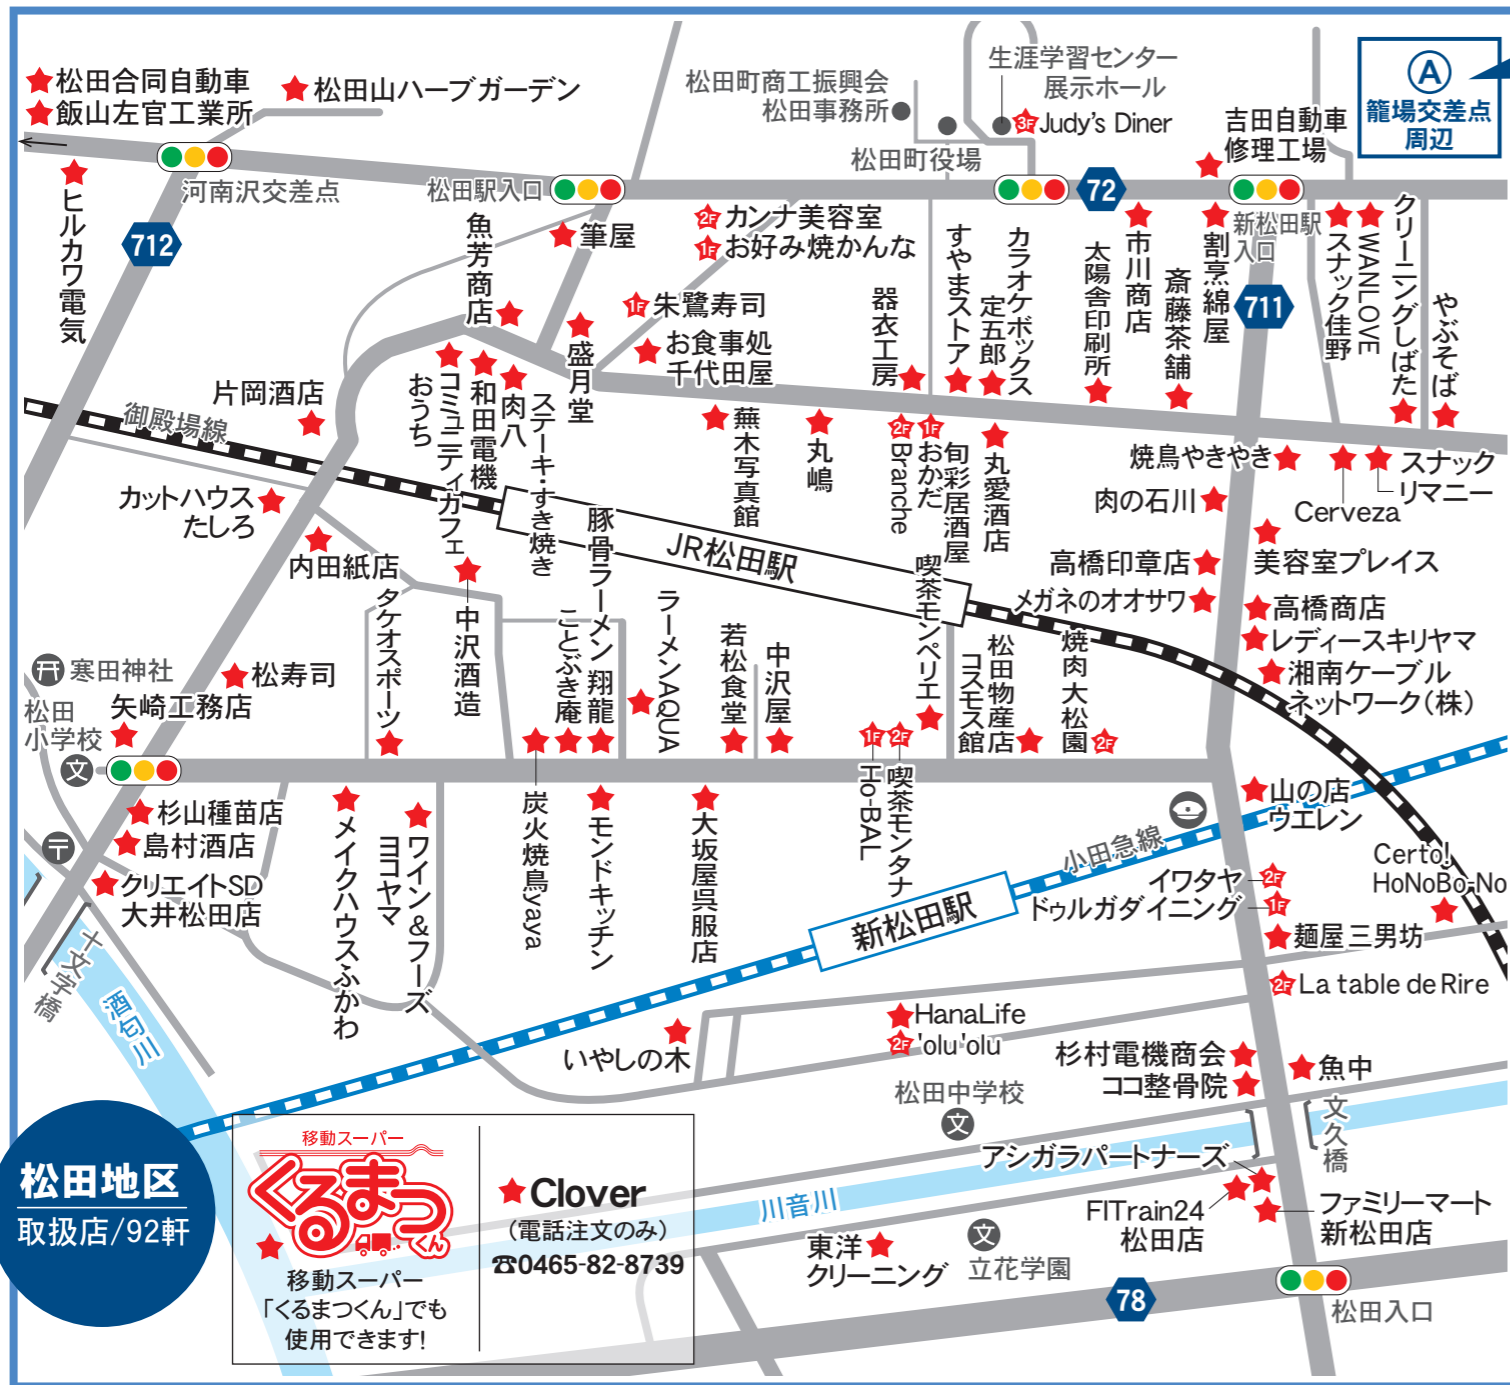 松田合同自動車
飯山左官工業所
松田山ハーブガーデン
松田町商工振興会
松田事務所
生涯学習センター
展示ホール
3F Judy's Diner
松田町役場
吉田自動車
修理工場
A
籠場交差点
周辺
河南沢交差点
松田駅入口
72
新松田駅
入口
712
711
ヒルカワ電気
魚芳商店
筆屋
2F カンナ美容室
1F お好み焼かんな
1F 朱鷺寿司
お食事処
千代田屋
器衣工房
すやまストア
カラオケボックス
定五郎
太陽舎印刷所
市川商店
斎藤茶舗
割烹綿屋
スナック佳野
WANLOVE
クリーニングしばた
やぶそば
片岡酒店
御殿場線
コミュニティカフェ
おうち
和田電機
ステーキ・すき焼き
肉八
盛月堂
蕪木写真館
丸嶋
2F Branche
旬彩居酒屋
1F おかだ
丸愛酒店
焼鳥やきやき
Cerveza
スナック
リマニー
肉の石川
美容室プレイス
高橋印章店
メガネのオオサワ
高橋商店
レディースキリヤマ
湘南ケーブル
ネットワーク(株)
カットハウス
たしろ
内田紙店
JR松田駅
寒田神社
松寿司
松田
小学校
文
矢崎工務店
タケオスポーツ
中沢酒造
ことぶき庵
豚骨ラーメン 翔龍
ラーメンAQUA
若松食堂
中沢屋
喫茶モンペリエ
松田物産店
コスモス館
焼肉 大松園
2F
杉山種苗店
島村酒店
クリエイトSD
大井松田店
〒
メイクハウスふかわ
ワイン&フーズ
ヨコヤマ
炭火焼鳥yaya
モンドキッチン
大坂屋呉服店
1F Ho-BAL
2F 喫茶モンタナ
山の店
ウエレン
小田急線
新松田駅
イワタヤ 2F
ドゥルガダイニング 1F
Certo!
HoNoBo-No
麺屋 三男坊
2F La table de Rire
十文字橋
酒匂川
いやしの木
HanaLife
2F 'olu'olu
杉村電機商会
ココ整骨院
魚中
文久橋
松田中学校
文
アシガラパートナーズ
FITrain24
松田店
ファミリーマート
新松田店
川音川
東洋
クリーニング
文
立花学園
78
松田入口
松田地区
取扱店/92軒
移動スーパー
くるまつくん
移動スーパー
「くるまつくん」でも
使用できます!
Clover
(電話注文のみ)
☎0465-82-8739